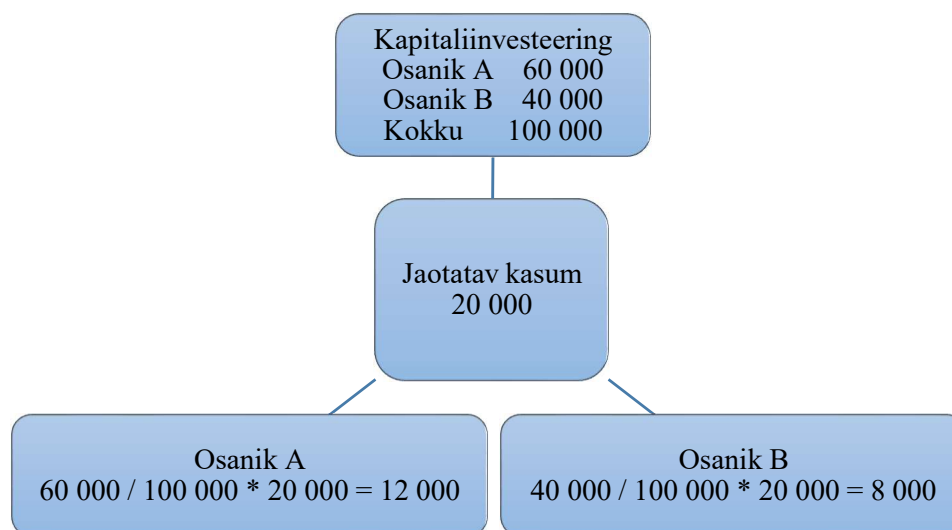 Kapitaliinvesteering
Osanik A 60 000
Osanik B 40 000
Kokku 100 000
Jaotatav kasum
20 000
Osanik A
60 000 / 100 000 * 20 000 = 12 000
Osanik B
40 000 / 100 000 * 20 000 = 8 000